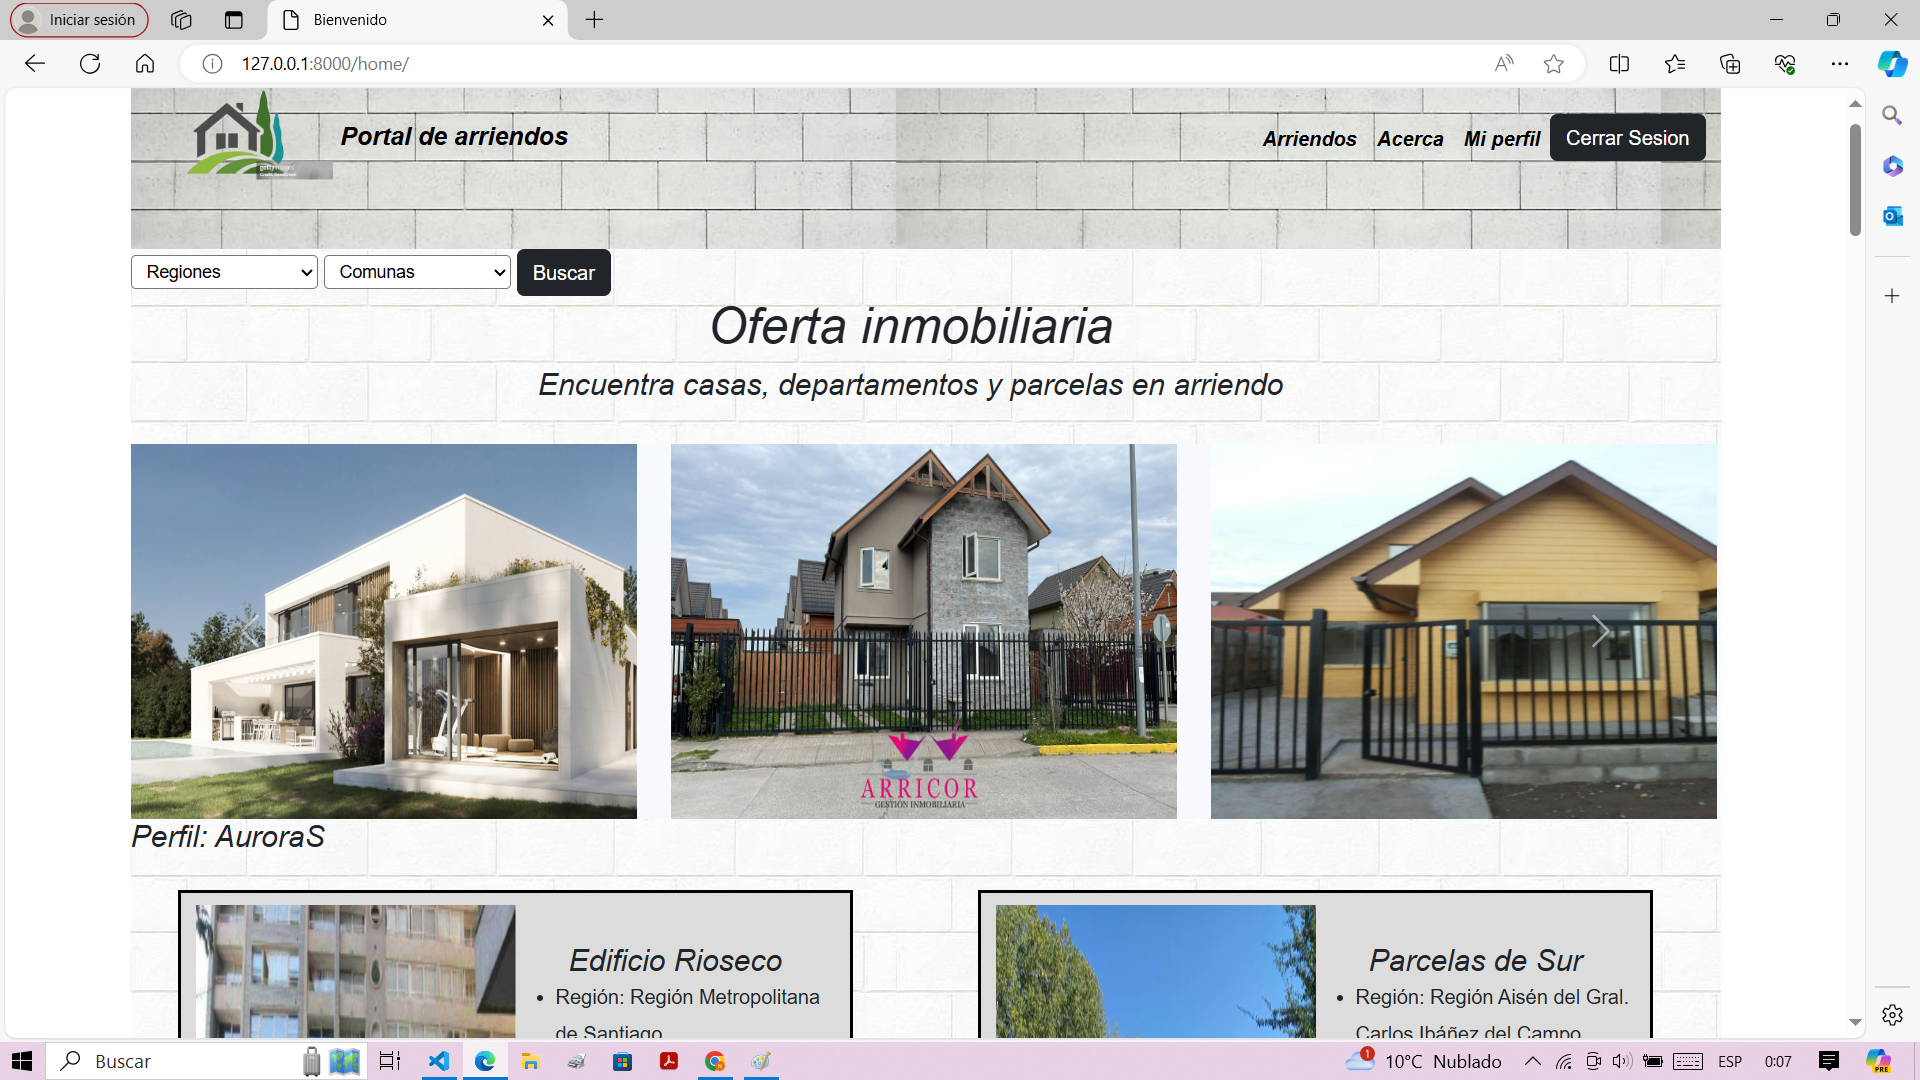 Iniciar sesión
Bienvenido
127.0.0.1:8000/home/
Portal de arriendos
Arriendos Acerca Mi perfil Cerrar Sesion
Regiones Comunas Buscar
Oferta inmobiliaria
Encuentra casas, departamentos y parcelas en arriendo
ARRICOR
GESTIÓN INMOBILIARIA
Perfil: AuroraS
Edificio Rioseco
Región: Región Metropolitana
de Santiago
Parcelas de Sur
Región: Región Aisén del Gral.
Carlos Ibáñez del Campo
Buscar
1
10°C Nublado
ESP
0:07
PRE